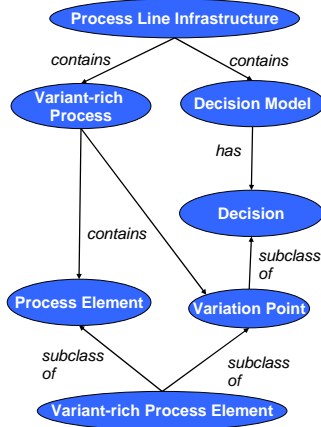 Process Line Infrastructure
contains
contains
Variant-rich
Process
Decision Model
has
Decision
contains
subclass
of
Process Element
Variation Point
subclass
of
subclass
of
Variant-rich Process Element